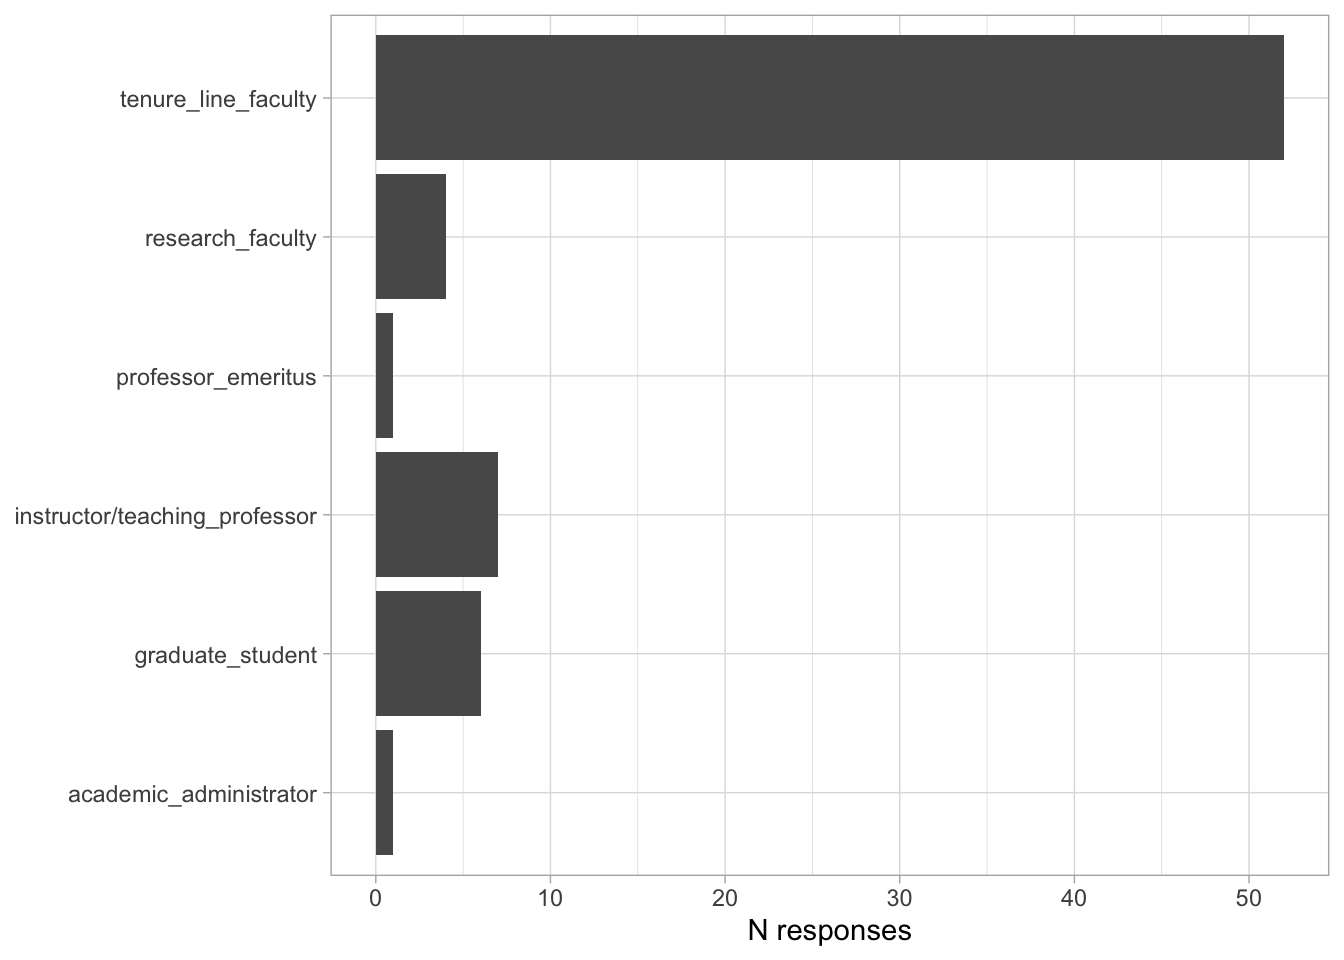 tenure_line_faculty
research_faculty
professor_emeritus
instructor/teaching_professor
graduate_student
academic_administrator
0 10 20 30 40 50
N responses